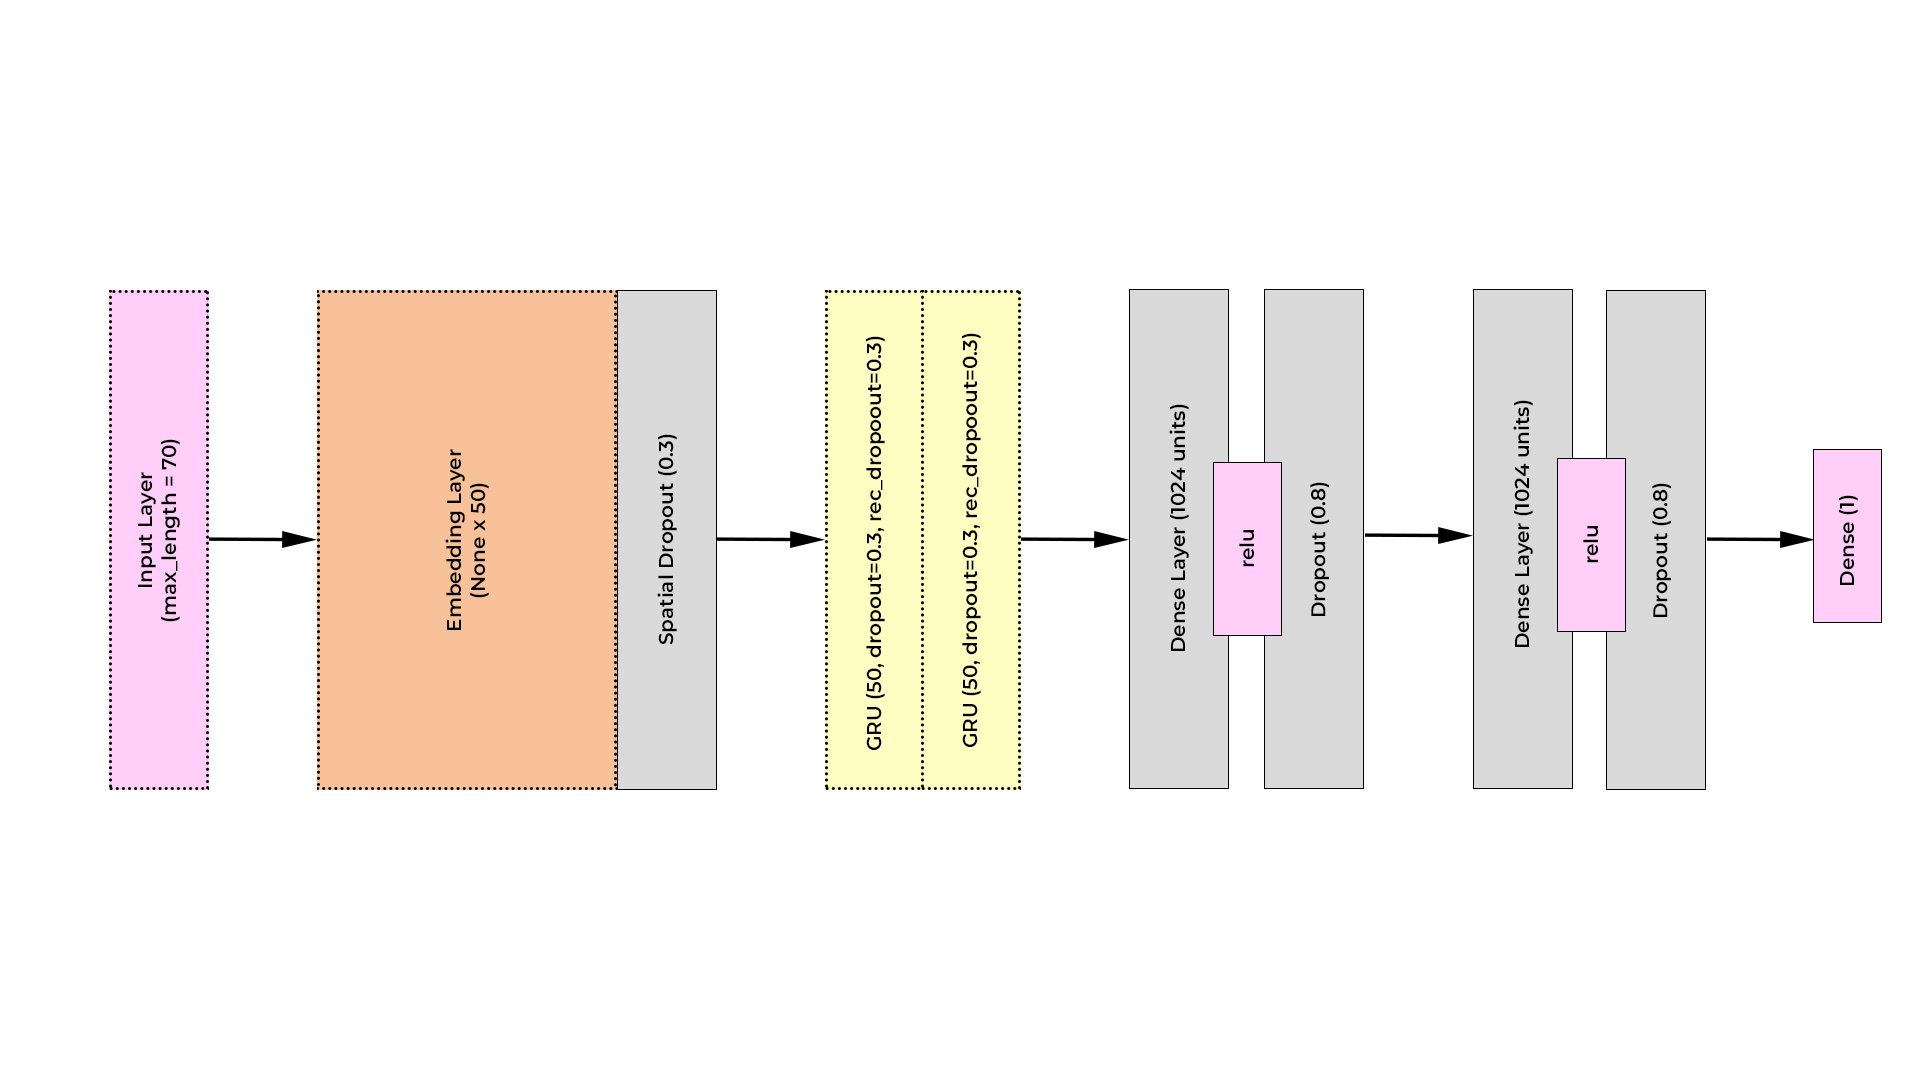 Input Layer
(max_length = 70)
Embedding Layer
(None x 50)
Spatial Dropout (0.3)
GRU (50, dropout=0.3, rec_dropoout=0.3)
GRU (50, dropout=0.3, rec_dropoout=0.3)
Dense Layer (1024 units)
relu
Dropout (0.8)
Dense Layer (1024 units)
relu
Dropout (0.8)
Dense (1)